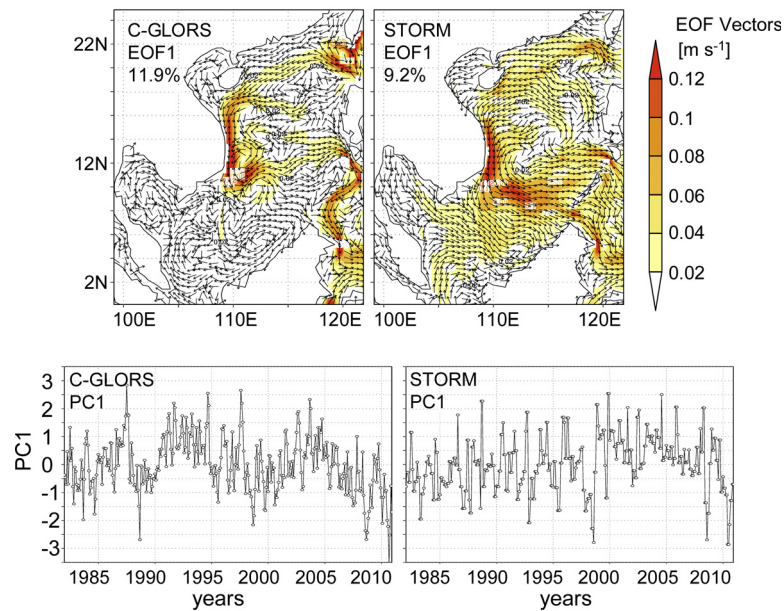 C-GLORS
EOF1
11.9%
STORM
EOF1
9.2%
EOF Vectors
[m s-1]
0.12
0.1
0.08
0.06
0.04
0.02
22N
12N
2N
100E 110E 120E
100E 110E 120E
C-GLORS
PC1
STORM
PC1
PC1
3
2
1
0
-1
-2
-3
1985 1990 1995 2000 2005 2010
1985 1990 1995 2000 2005 2010
years
years